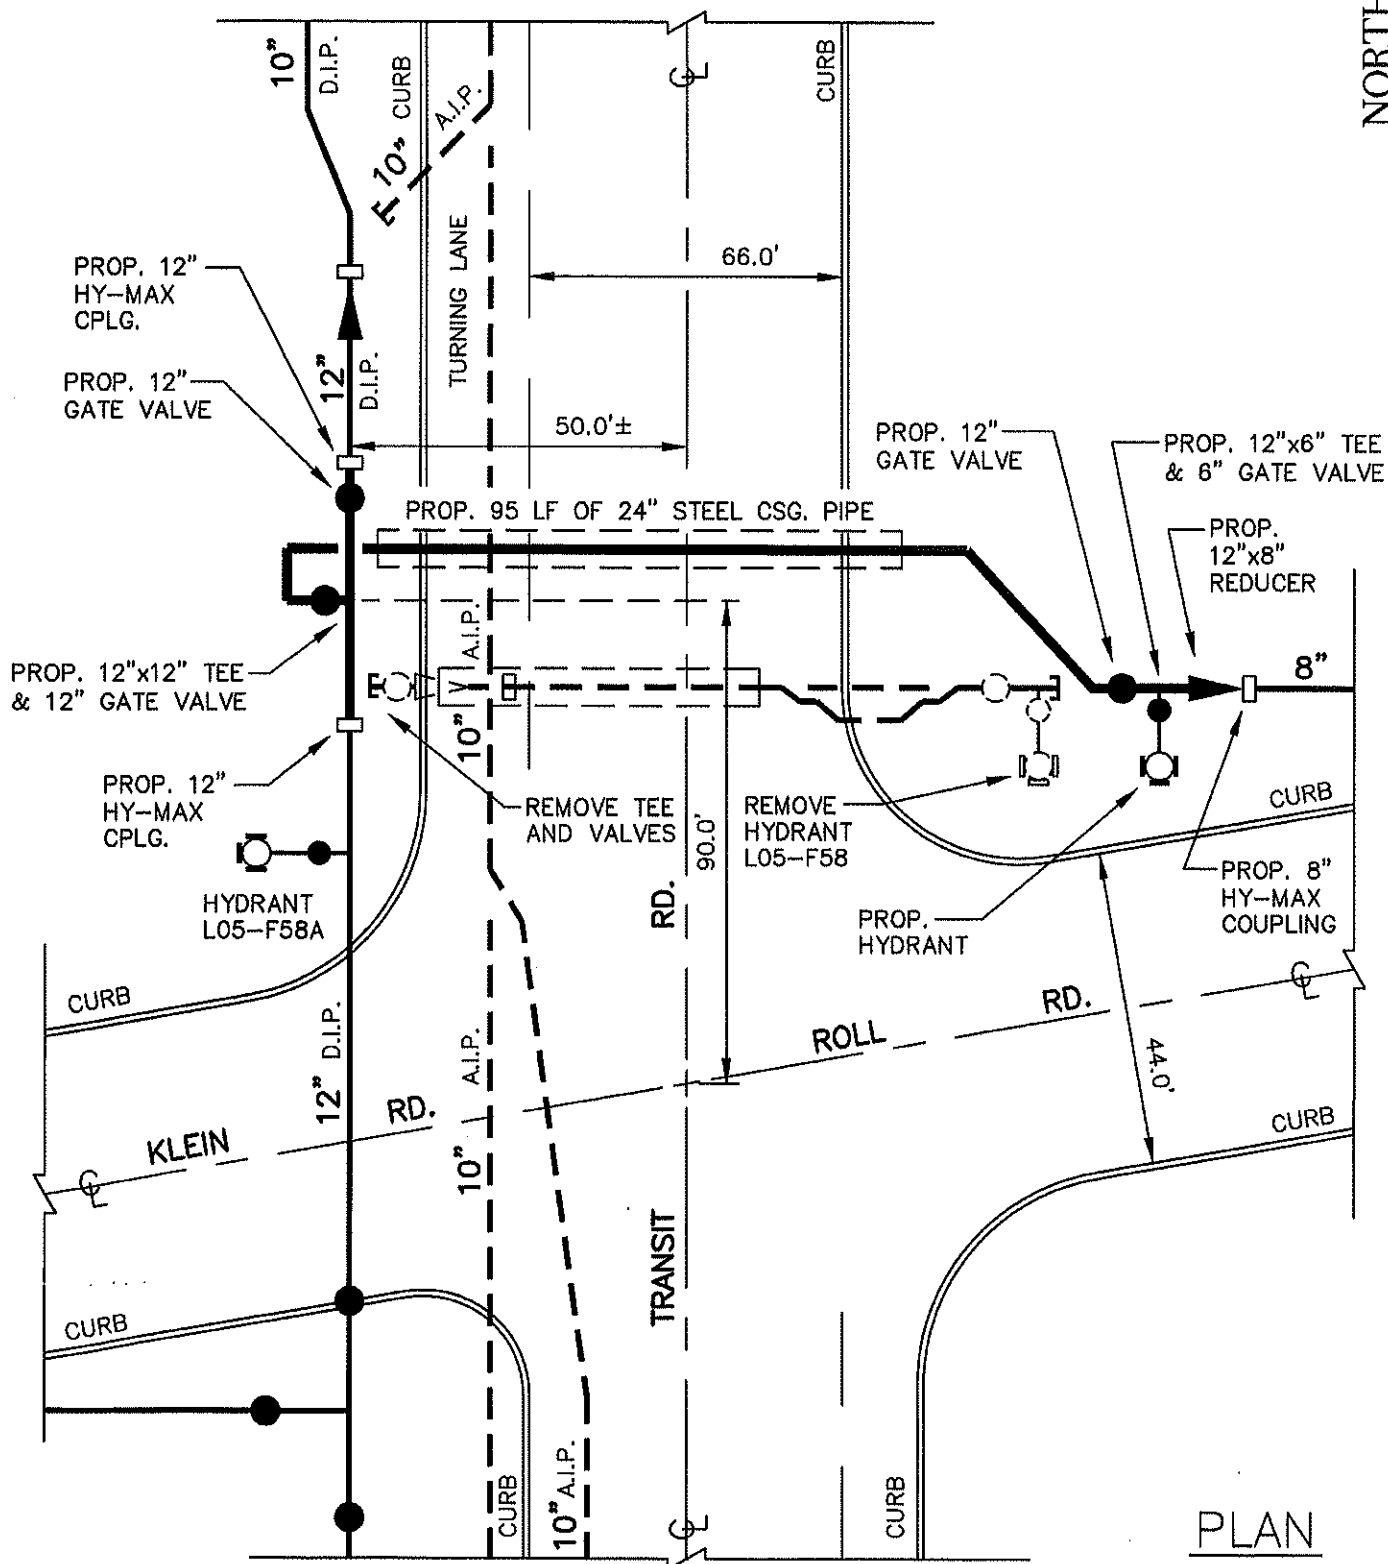 NORTH
10"
D.I.P.
CURB
10" A.I.P.
CL
CURB
TURNING LANE
66.0'
PROP. 12"
HY-MAX
CPLG.
12"
D.I.P.
PROP. 12"
GATE VALVE
50.0'±
PROP. 12"
GATE VALVE
PROP. 12"x6" TEE
& 6" GATE VALVE
PROP. 95 LF OF 24" STEEL CSG. PIPE
PROP.
12"x8"
REDUCER
PROP. 12"x12" TEE
& 12" GATE VALVE
10" A.I.P.
V
8"
PROP. 12"
HY-MAX
CPLG.
REMOVE TEE
AND VALVES
90.0'
REMOVE
HYDRANT
L05-F58
CURB
HYDRANT
L05-F58A
PROP.
HYDRANT
PROP. 8"
HY-MAX
COUPLING
CURB
12" D.I.P.
10" A.I.P.
KLEIN RD.
ROLL RD.
CL
CL
44.0'
CURB
CURB
TRANSIT RD.
CURB
10" A.I.P.
CL
CURB
PLAN